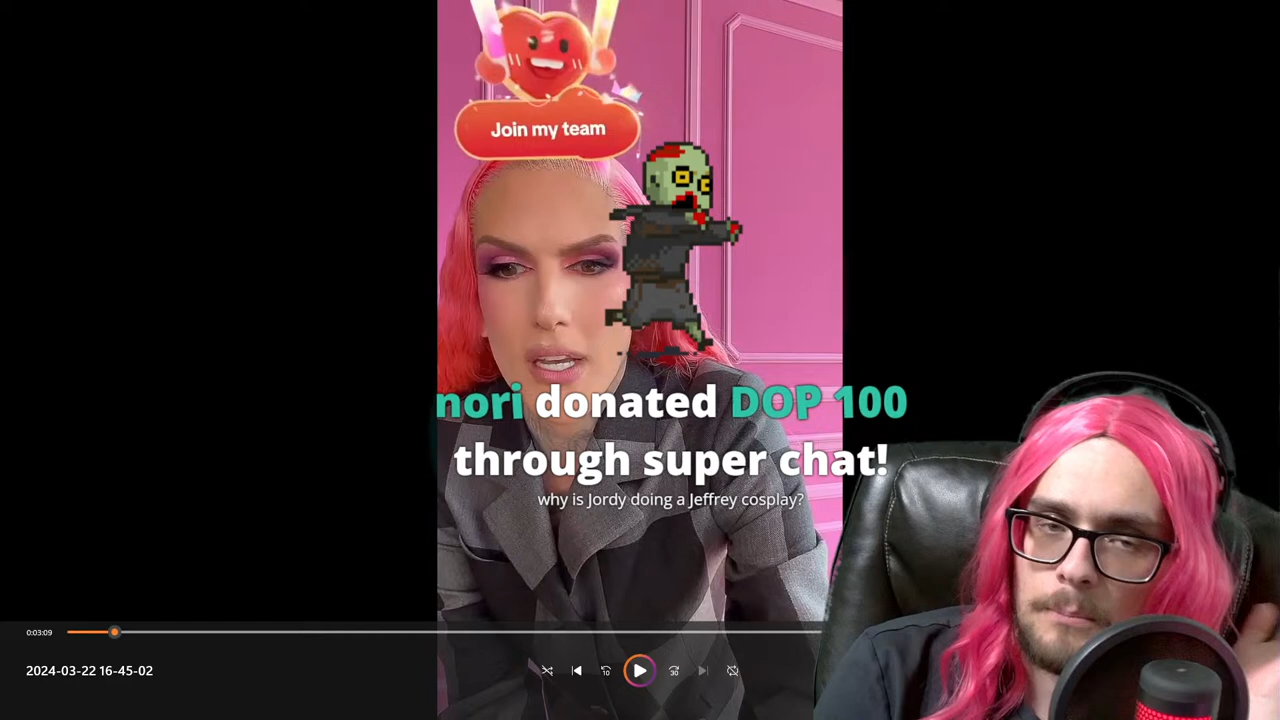 Join my team
nori donated DOP 100
through super chat!
why is Jordy doing a Jeffrey cosplay?
0:03:09
2024-03-22 16-45-02
10
30